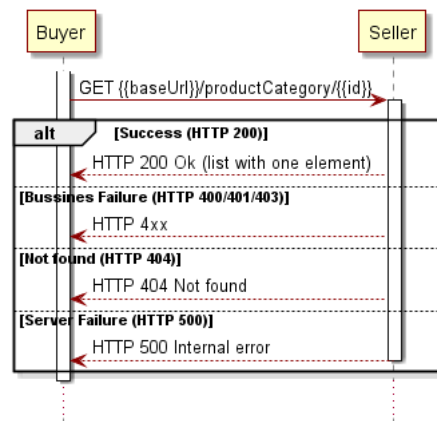 Buyer
Seller
GET {{baseUrl}}/productCategory/{{id}}
alt
[Success (HTTP 200)]
HTTP 200 Ok (list with one element)
[Bussines Failure (HTTP 400/401/403)]
HTTP 4xx
[Not found (HTTP 404)]
HTTP 404 Not found
[Server Failure (HTTP 500)]
HTTP 500 Internal error